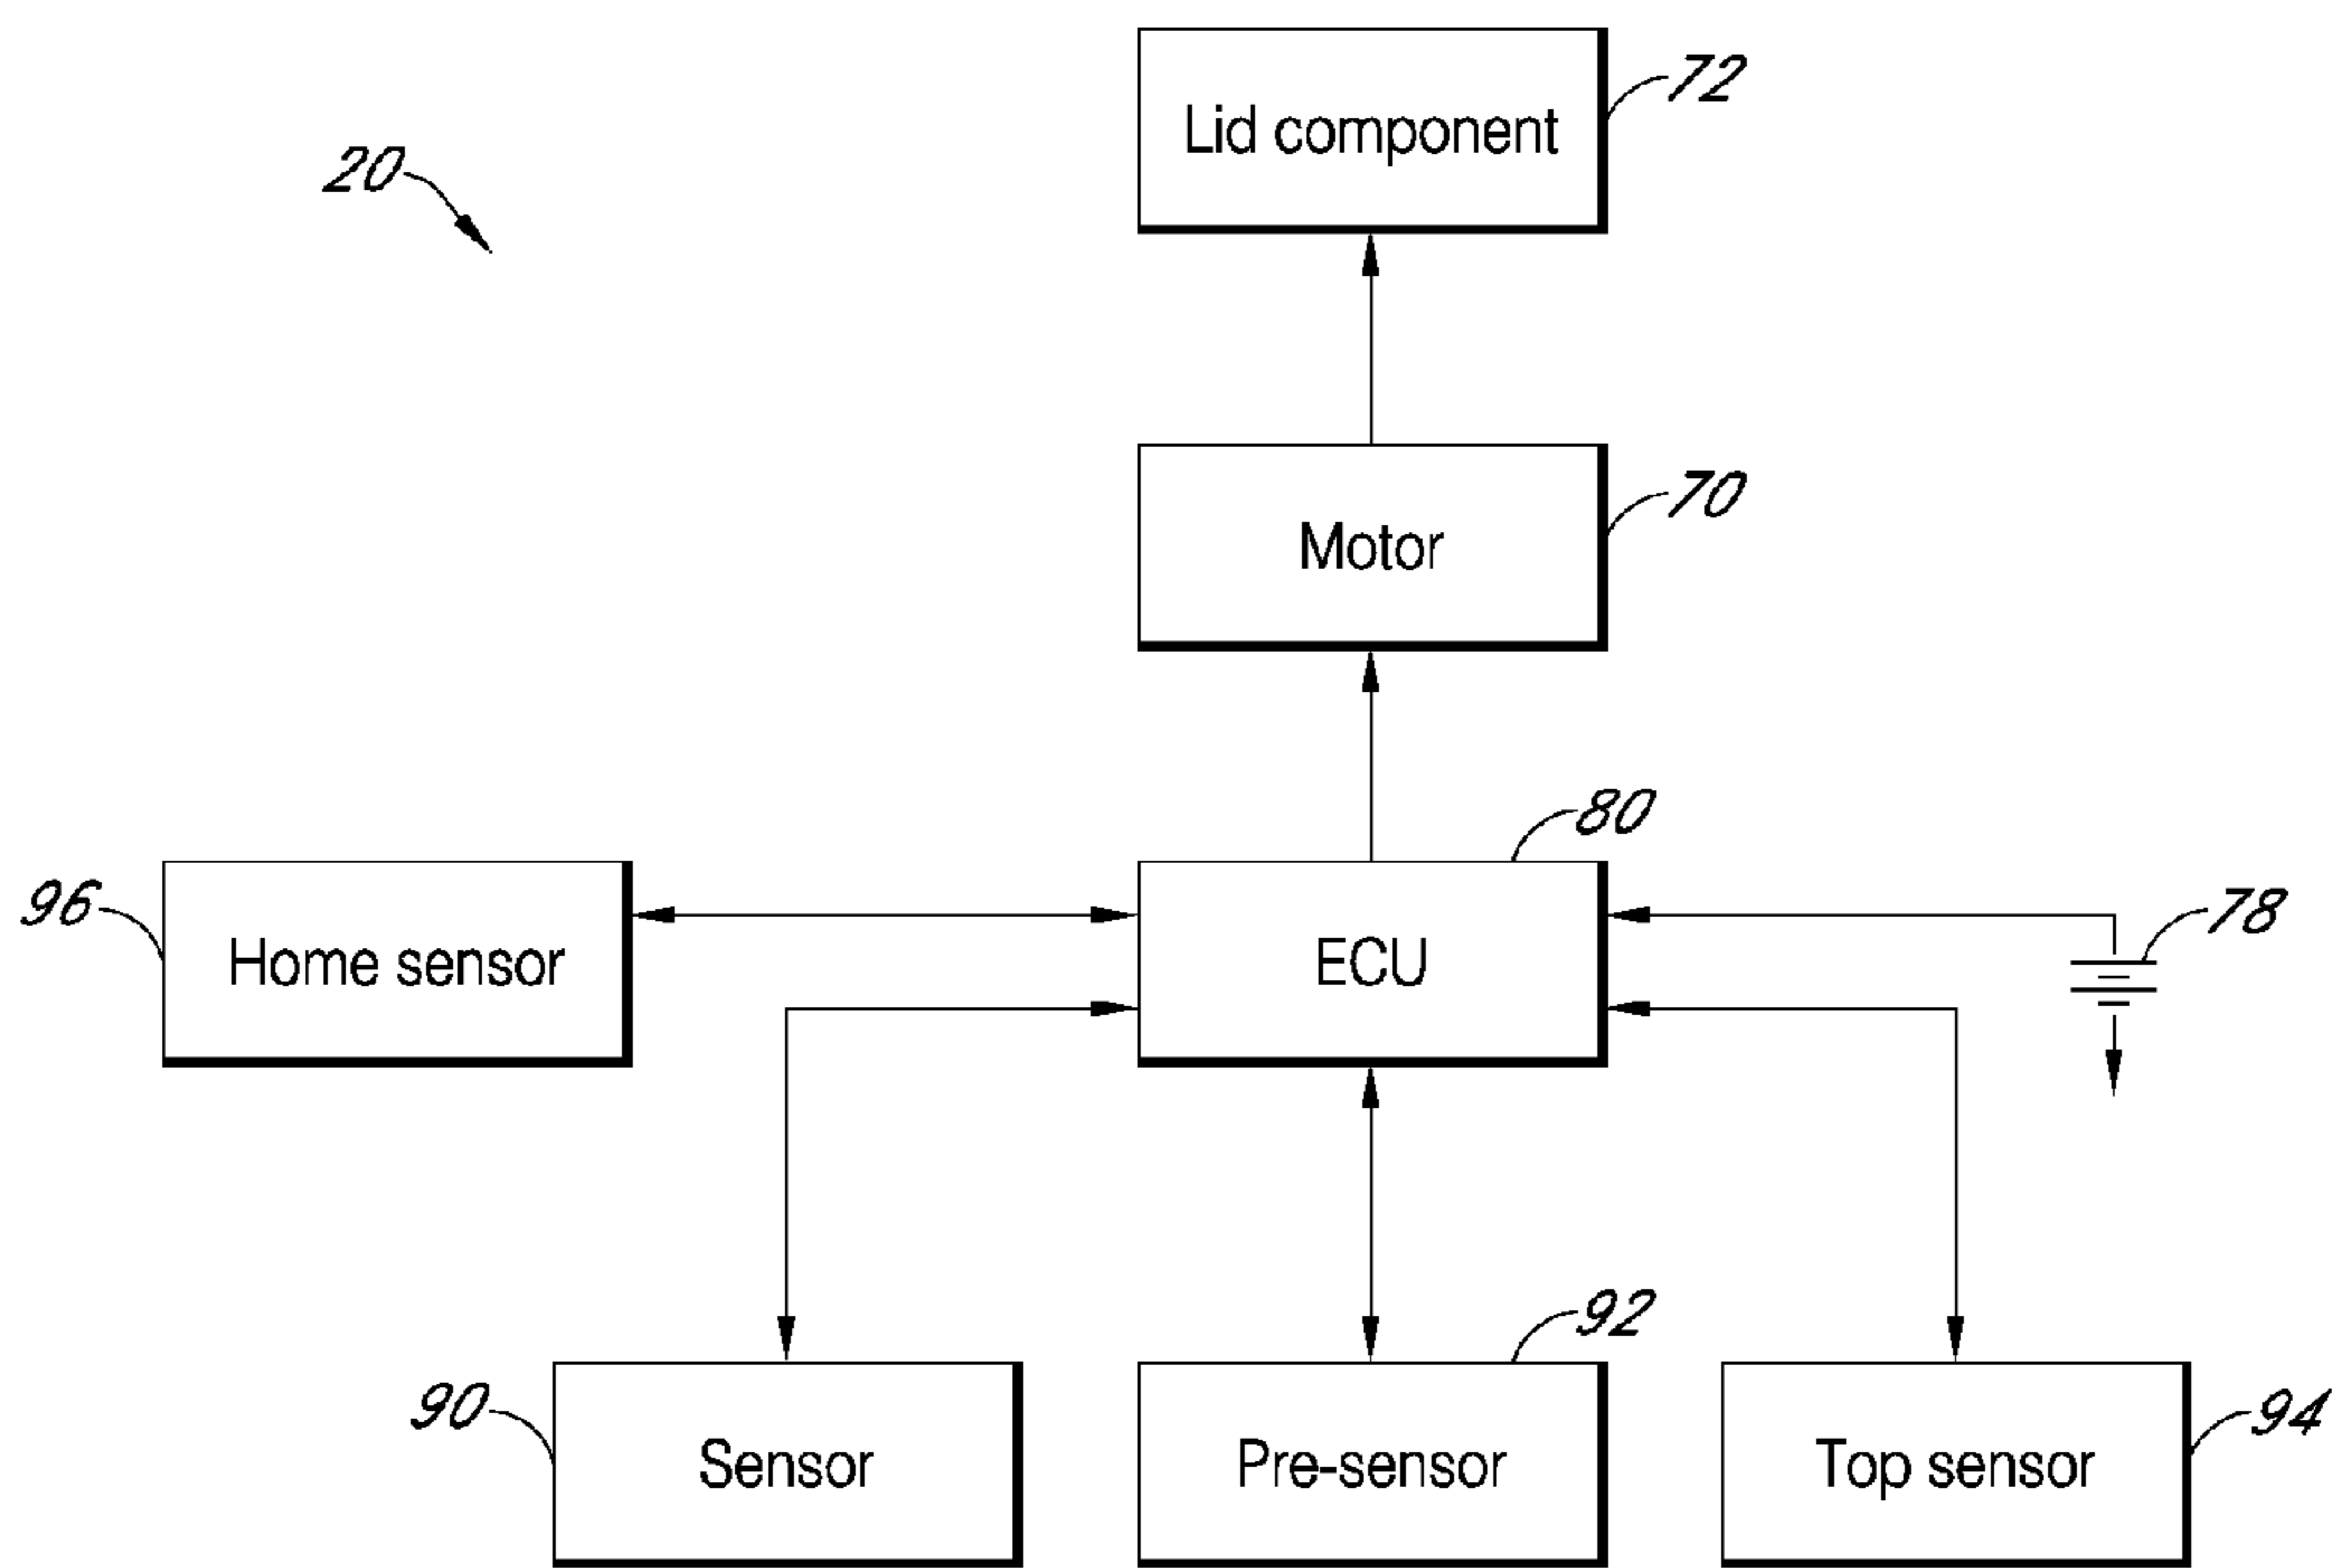 Lid component
72
20
Motor
70
80
96
Home sensor
ECU
78
92
90
Sensor
Pre-sensor
Top sensor
94